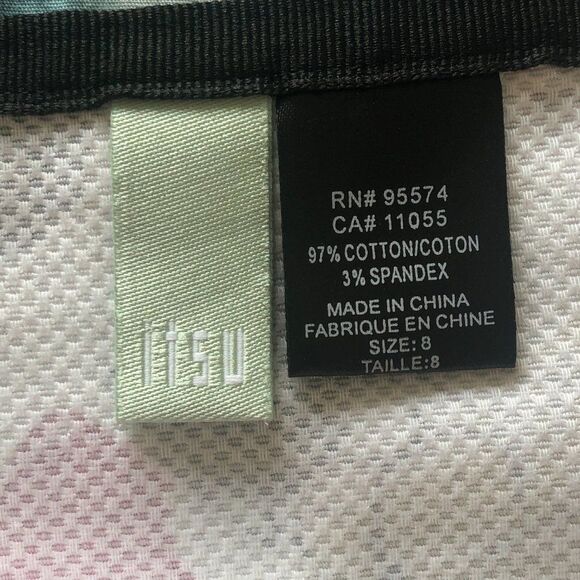 ITSU
RN# 95574
CA# 11055
97% COTTON/COTON
3% SPANDEX
MADE IN CHINA
FABRIQUE EN CHINE
SIZE: 8
TAILLE:8